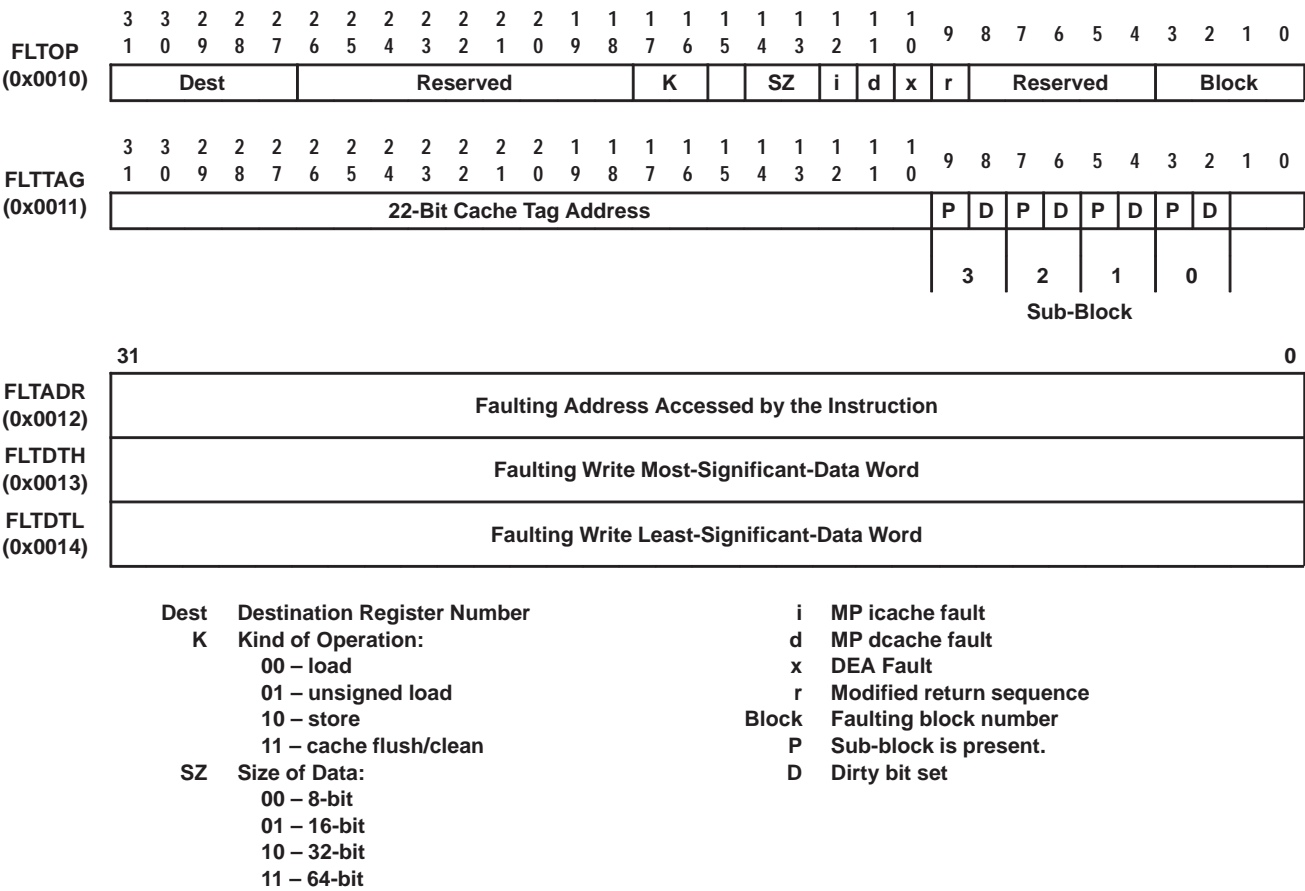 3 3 2 2 2 2 2 2 2 2 2 2 1 1 1 1 1 1 1 1 1 1
FLTOP 1 0 9 8 7 6 5 4 3 2 1 0 9 8 7 6 5 4 3 2 1 0 9 8 7 6 5 4 3 2 1 0
(0x0010) Dest Reserved K SZ i d x r Reserved Block
3 3 2 2 2 2 2 2 2 2 2 2 1 1 1 1 1 1 1 1 1 1
FLTTAG 1 0 9 8 7 6 5 4 3 2 1 0 9 8 7 6 5 4 3 2 1 0 9 8 7 6 5 4 3 2 1 0
(0x0011) 22-Bit Cache Tag Address P D P D P D P D
3 2 1 0
Sub-Block
31 0
FLTADR
(0x0012) Faulting Address Accessed by the Instruction
FLTDTH
(0x0013) Faulting Write Most-Significant-Data Word
FLTDTL
(0x0014) Faulting Write Least-Significant-Data Word
Dest Destination Register Number
K Kind of Operation:
00 – load
01 – unsigned load
10 – store
11 – cache flush/clean
SZ Size of Data:
00 – 8-bit
01 – 16-bit
10 – 32-bit
11 – 64-bit
i MP icache fault
d MP dcache fault
x DEA Fault
r Modified return sequence
Block Faulting block number
P Sub-block is present.
D Dirty bit set